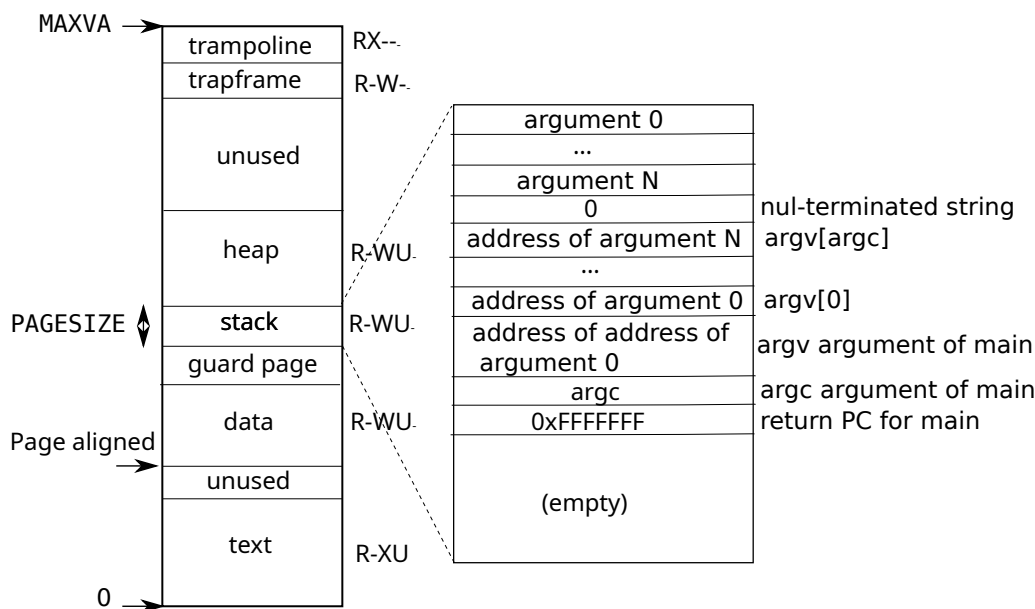 MAXVA
trampoline RX--
trapframe R-W-
unused
heap R-WU
PAGESIZE stack R-WU
guard page
data R-WU
Page aligned
unused
text R-XU
0
argument 0
...
argument N
0 nul-terminated string
address of argument N argv[argc]
...
address of argument 0 argv[0]
address of address of
argument 0 argv argument of main
argc argc argument of main
0xFFFFFFF return PC for main
(empty)